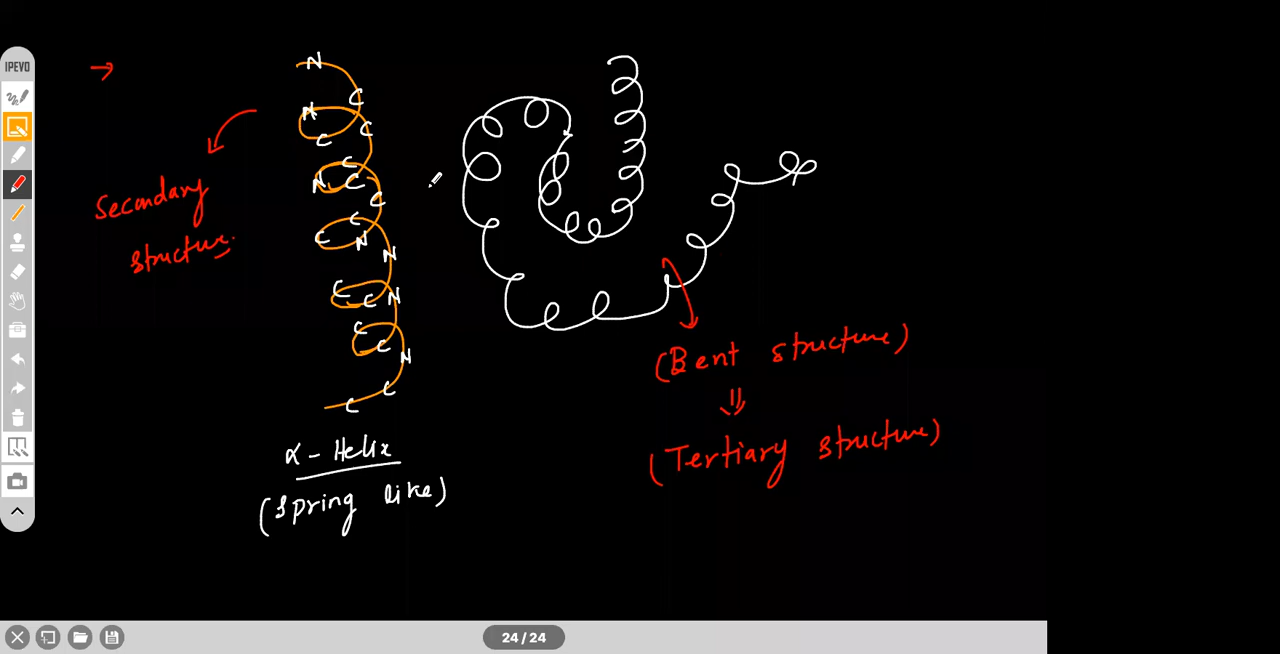 IPEVO
→
N
C
N
C
C
C
N
C
C
C
C
N
N
C
C
N
C
C
N
C
C
Secondary
structure.
α - Helix
(Spring like)
(Bent structure)
⇓
(Tertiary structure)
24 / 24